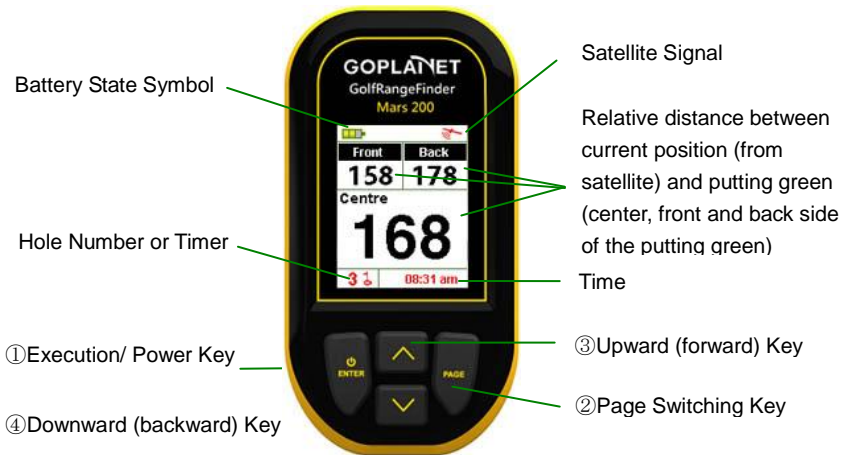 Battery State Symbol
Satellite Signal
GOPLANET
GolfRangeFinder
Mars 200
Front
Back
158
178
Centre
168
3
08:31 am
Relative distance between
current position (from
satellite) and putting green
(center, front and back side
of the putting green)
Hole Number or Timer
Time
①Execution/ Power Key
③Upward (forward) Key
ENTER
PAGE
②Page Switching Key
④Downward (backward) Key